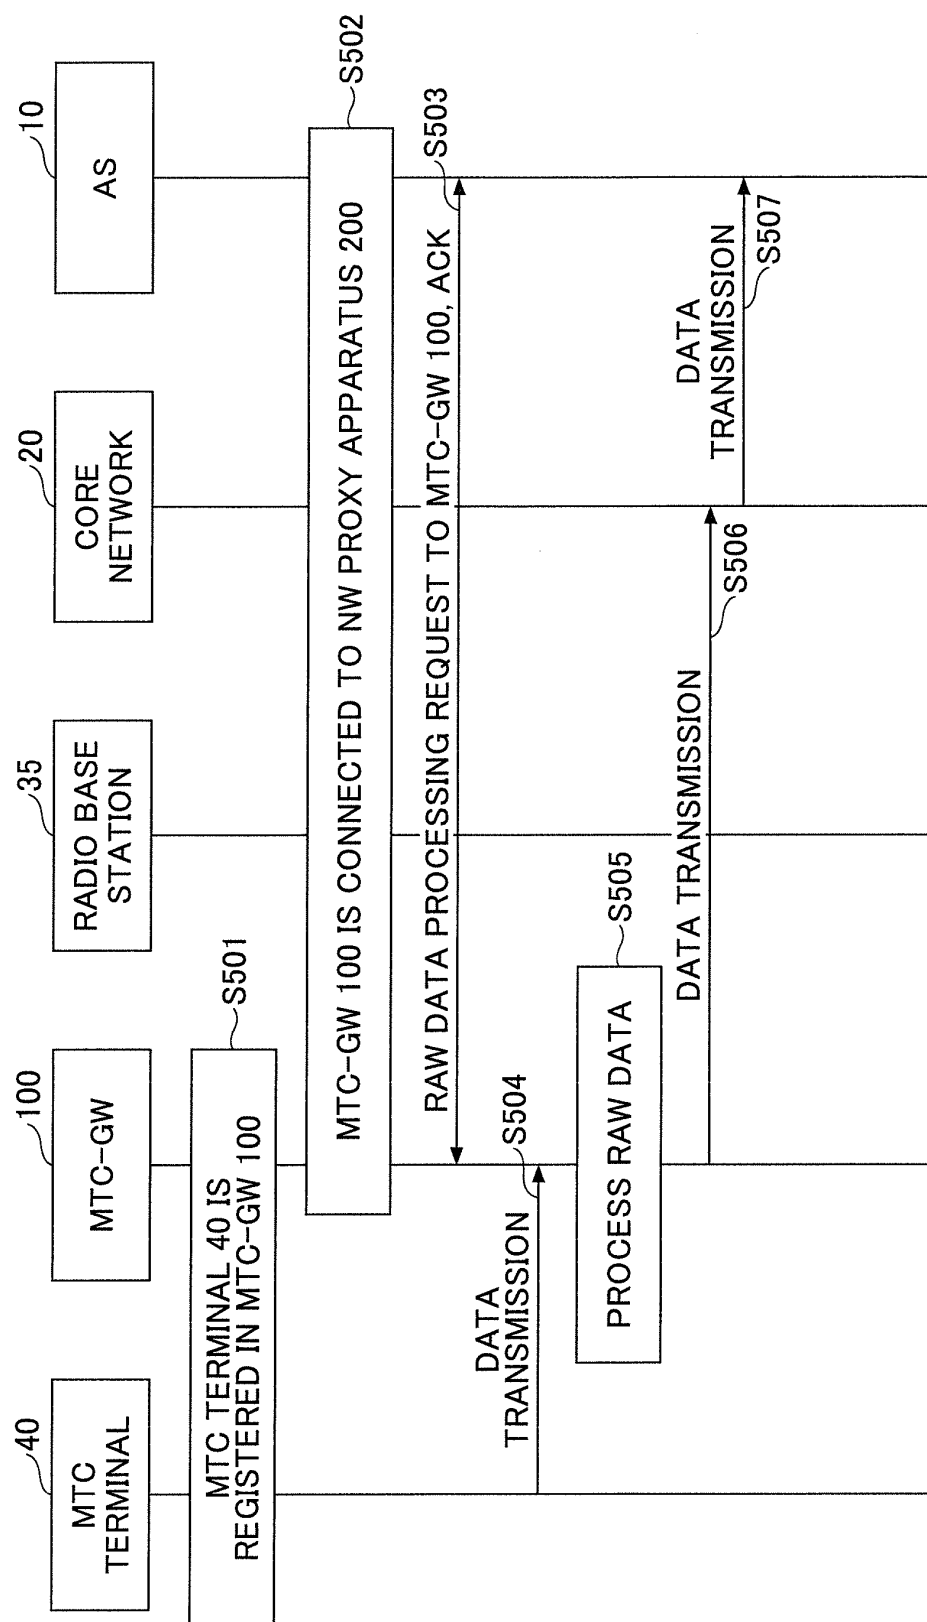 40
MTC
TERMINAL
100
MTC-GW
35
RADIO BASE
STATION
20
CORE
NETWORK
10
AS
MTC TERMINAL 40 IS
REGISTERED IN MTC-GW 100
S501
MTC-GW 100 IS CONNECTED TO NW PROXY APPARATUS 200
S502
RAW DATA PROCESSING REQUEST TO MTC-GW 100, ACK
S503
DATA
TRANSMISSION
S504
PROCESS RAW DATA
S505
DATA TRANSMISSION
S506
DATA
TRANSMISSION
S507